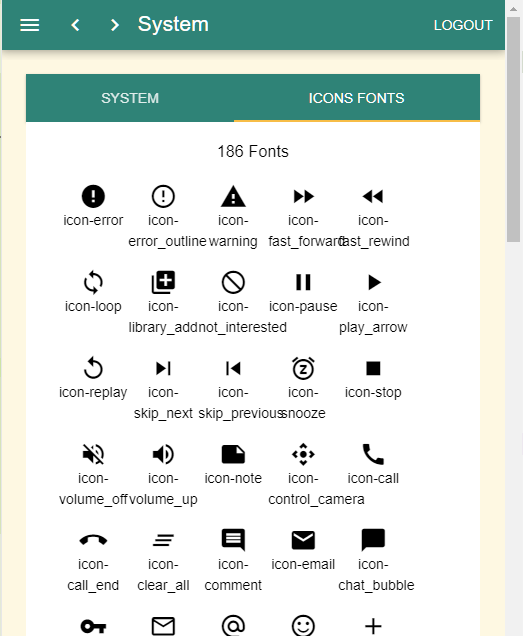 System
LOGOUT
SYSTEM
ICONS FONTS
186 Fonts
icon-error
icon-
error_outline
icon-
warning
icon-
fast_forward
icon-
fast_rewind
icon-loop
icon-
library_add
icon-
not_interested
icon-pause
icon-
play_arrow
icon-replay
icon-
skip_next
icon-
skip_previous
icon-
snooze
icon-stop
icon-
volume_off
icon-
volume_up
icon-note
icon-
control_camera
icon-call
icon-
call_end
icon-
clear_all
icon-
comment
icon-email
icon-
chat_bubble